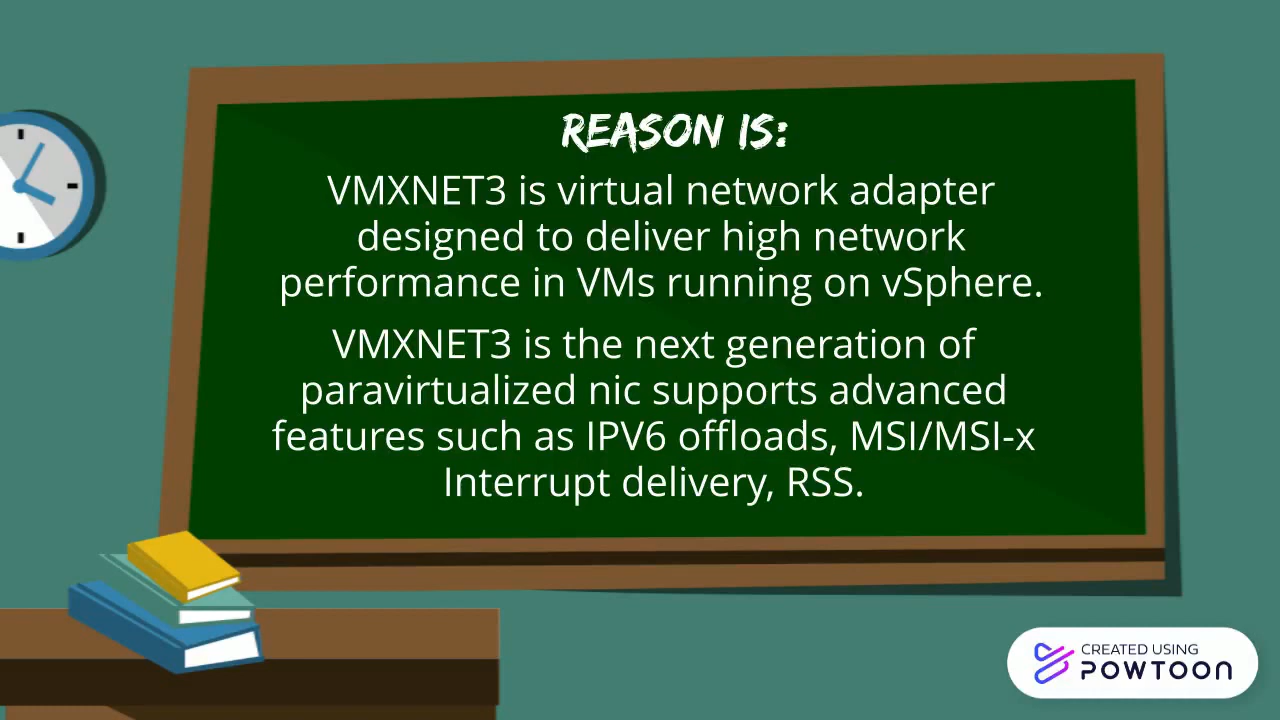 REASON IS:
VMXNET3 is virtual network adapter
designed to deliver high network
performance in VMs running on vSphere.
VMXNET3 is the next generation of
paravirtualized nic supports advanced
features such as IPV6 offloads, MSI/MSI-x
Interrupt delivery, RSS.
CREATED USING
POWTOON